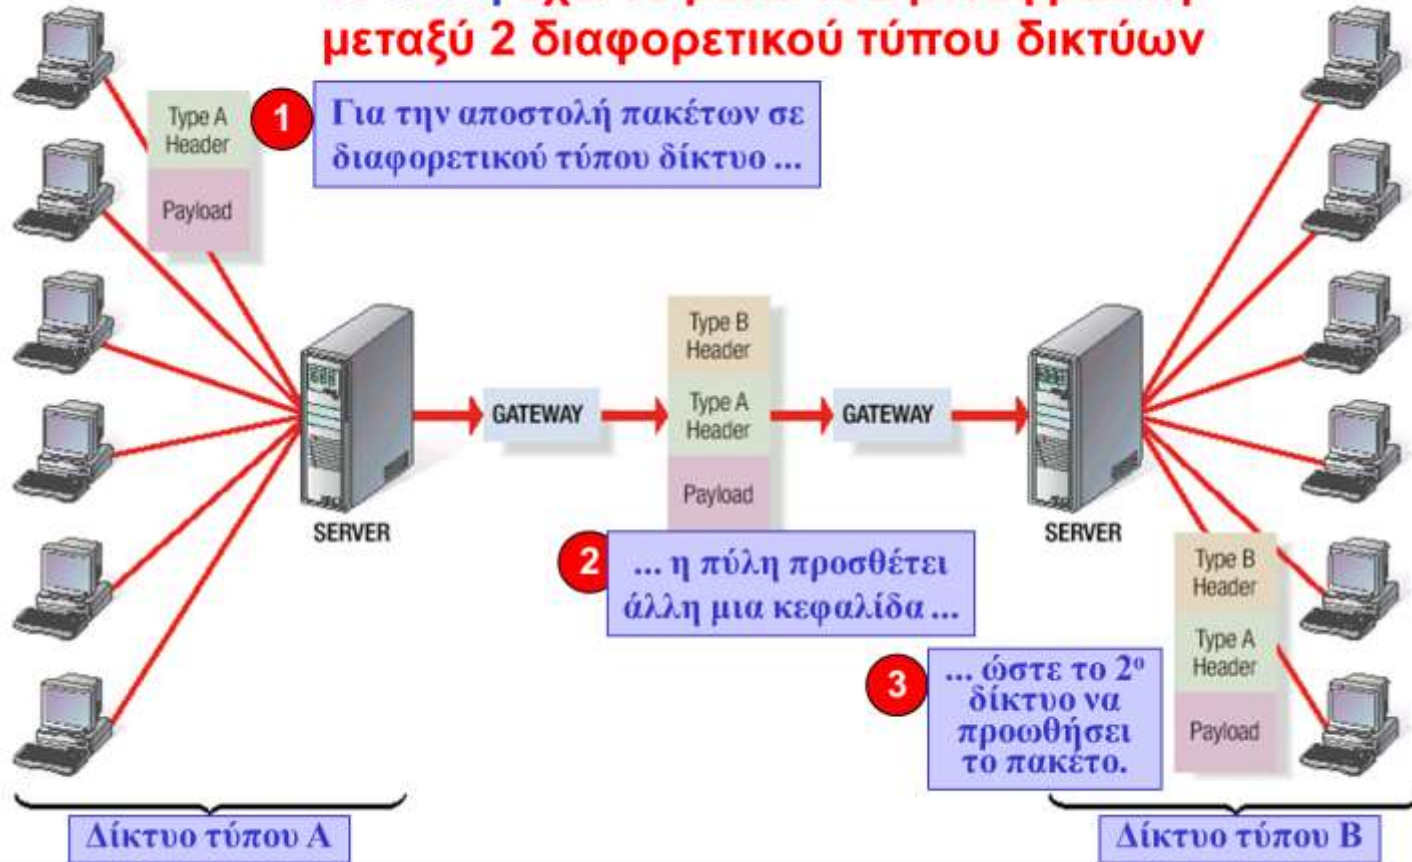 μεταξύ 2 διαφορετικού τύπου δικτύων
Type A
Header
Payload
1
Για την αποστολή πακέτων σε
διαφορετικού τύπου δίκτυο ...
SERVER
GATEWAY
Type B
Header
Type A
Header
Payload
GATEWAY
SERVER
2
... η πύλη προσθέτει
άλλη μια κεφαλίδα ...
3
... ώστε το 2º
δίκτυο να
προωθήσει
το πακέτο.
Type B
Header
Type A
Header
Payload
Δίκτυο τύπου Α
Δίκτυο τύπου Β